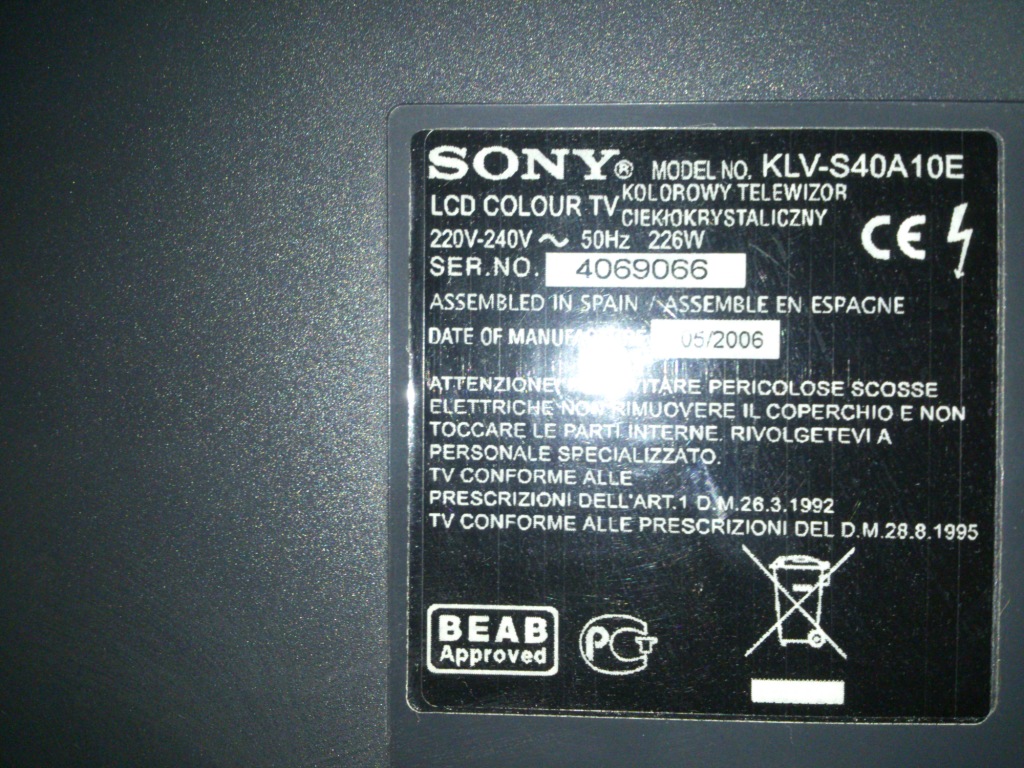 SONY® MODEL NO. KLV-S40A10E
LCD COLOUR TV KOLOROWY TELEWIZOR
CIEKŁOKRYSTALICZNY
220V-240V ~ 50Hz 226W
SER.NO. 4069066
ASSEMBLED IN SPAIN / ASSEMBLE EN ESPAGNE
DATE OF 05/2006
ATTENZIONE PERICOLOSE SCOSSE
ELETTRICHE NON RIMUOVERE IL COPERCHIO E NON
TOCCARE LE PARTI INTERNE. RIVOLGETEVI A
PERSONALE SPECIALIZZATO.
TV CONFORME ALLE
PRESCRIZIONI DELL'ART.1 D.M.26.3.1992
TV CONFORME ALLE PRESCRIZIONI DEL D.M.28.8.1995
CE
BEAB
Approved
PCT